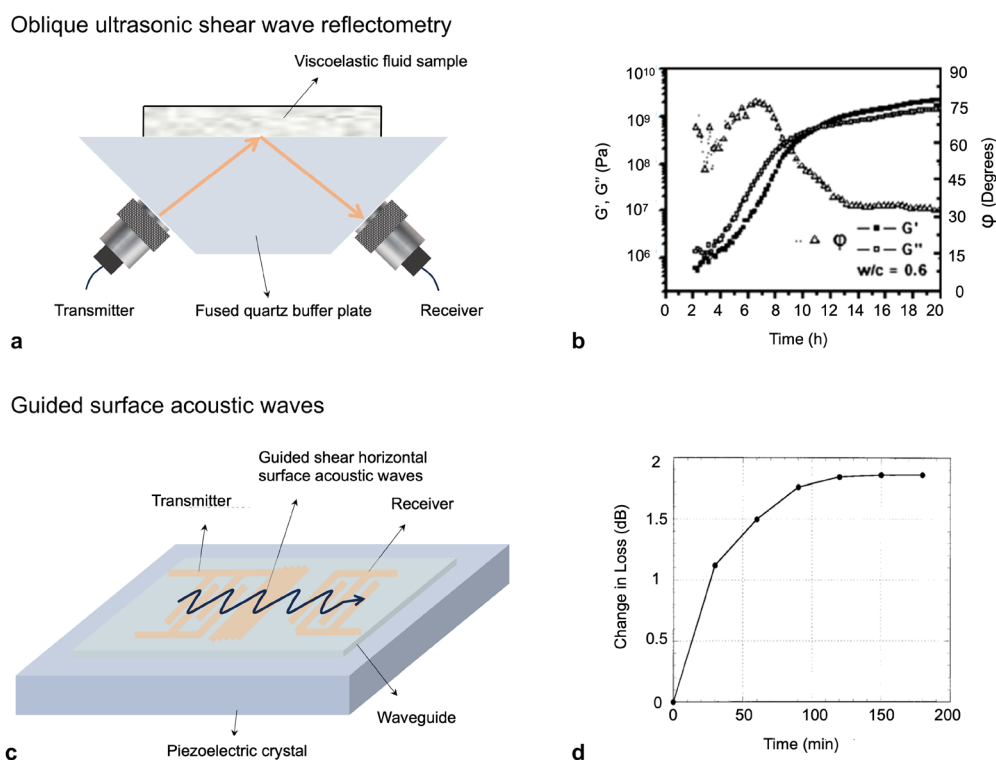 Oblique ultrasonic shear wave reflectometry
Viscoelastic fluid sample
Transmitter
Fused quartz buffer plate
Receiver
a
10¹⁰
10⁹
10⁸
10⁷
10⁶
G', G'' (Pa)
90
75
60
45
30
15
0
φ (Degrees)
φ
G'
G''
w/c = 0.6
0 2 4 6 8 10 12 14 16 18 20
Time (h)
b
Guided surface acoustic waves
Guided shear horizontal
surface acoustic waves
Transmitter
Receiver
Waveguide
Piezoelectric crystal
c
2
1.5
1
0.5
0
Change in Loss (dB)
0 50 100 150 200
Time (min)
d